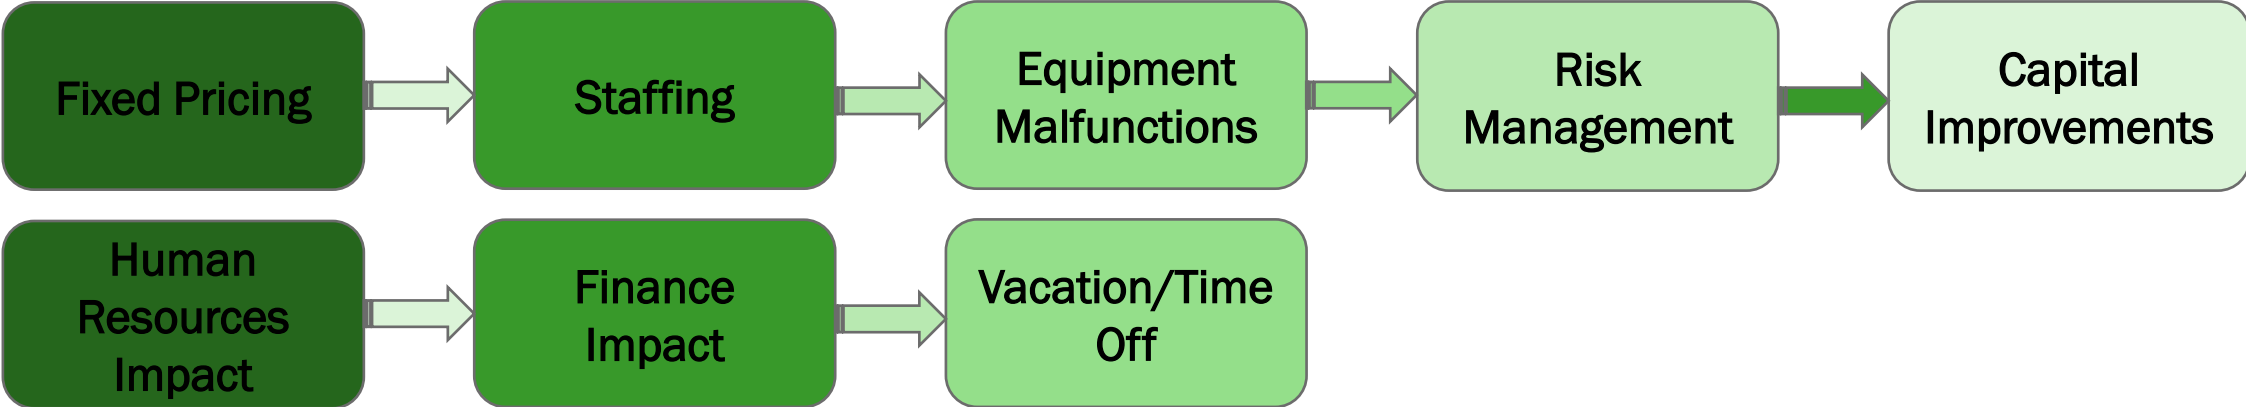 Fixed Pricing
Staffing
Equipment
Malfunctions
Risk
Management
Capital
Improvements
Human
Resources
Impact
Finance
Impact
Vacation/Time
Off